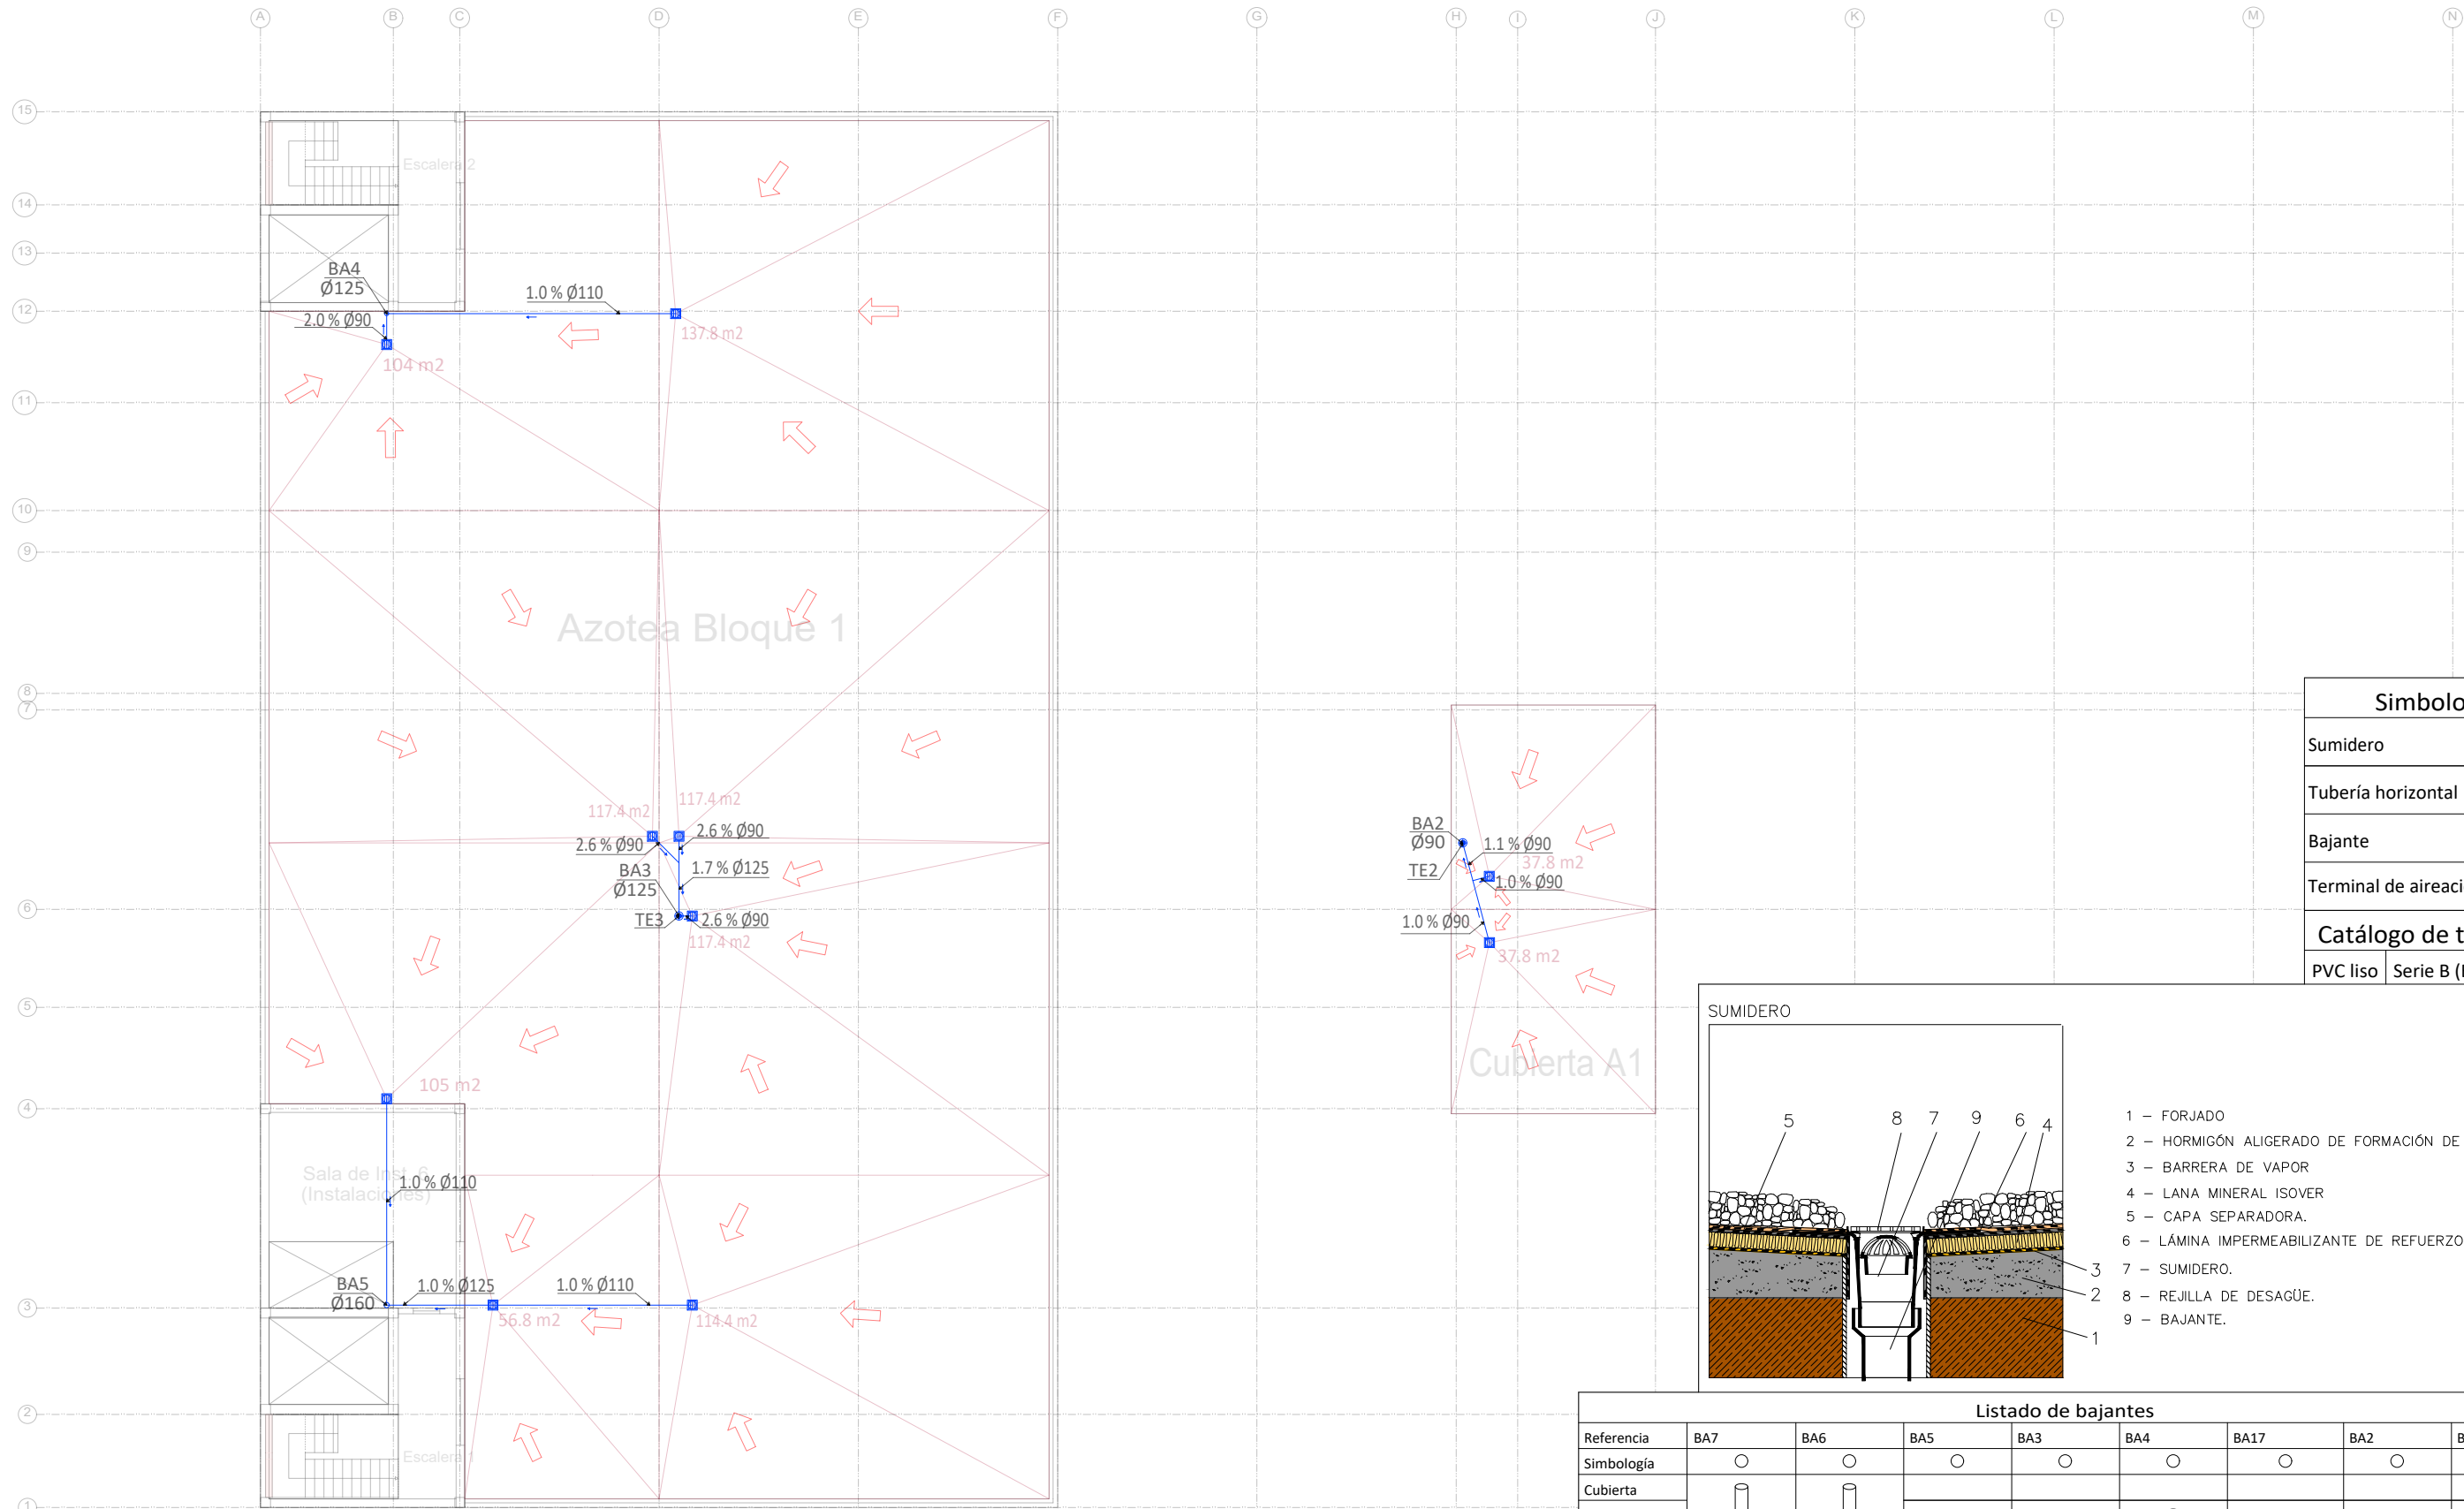 A B C D E F G H I J K L M N
15
Escalera 2
14
13
BA4
Ø125
1.0 % Ø110
12
2.0 % Ø90
137.8 m2
104 m2
11
10
9
Azotea Bloque 1
8
7
Simbolo
Sumidero
Tubería horizontal
Bajante
Terminal de aireaci
Catálogo de t
PVC liso Serie B (
117.4 m2
117.4 m2
2.6 % Ø90
2.6 % Ø90
1.7 % Ø125
BA3
Ø125
TE3
2.6 % Ø90
117.4 m2
BA2
Ø90
1.1 % Ø90
TE2
37.8 m2
1.0 % Ø90
1.0 % Ø90
37.8 m2
6
5
Cubierta A1
105 m2
4
Sala de Inst. 6
(Instalaciones)
1.0 % Ø110
BA5
Ø160
1.0 % Ø125
1.0 % Ø110
3
56.8 m2
114.4 m2
2
Escalera 1
1
SUMIDERO
5 8 7 9 6 4
3
2
1
1 – FORJADO
2 – HORMIGÓN ALIGERADO DE FORMACIÓN DE
3 – BARRERA DE VAPOR
4 – LANA MINERAL ISOVER
5 – CAPA SEPARADORA.
6 – LÁMINA IMPERMEABILIZANTE DE REFUERZO
7 – SUMIDERO.
8 – REJILLA DE DESAGÜE.
9 – BAJANTE.
Listado de bajantes
Referencia BA7 BA6 BA5 BA3 BA4 BA17 BA2 B
Simbología
Cubierta